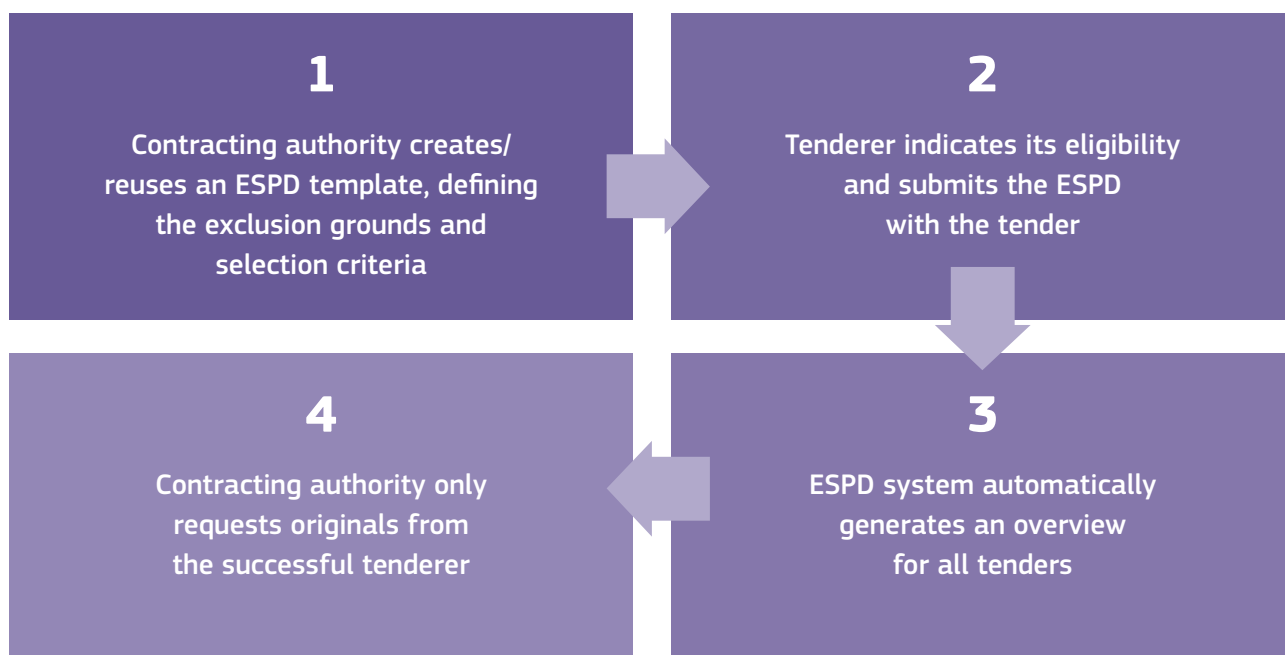 1
Contracting authority creates/
reuses an ESPD template, defining
the exclusion grounds and
selection criteria
2
Tenderer indicates its eligibility
and submits the ESPD
with the tender
3
ESPD system automatically
generates an overview
for all tenders
4
Contracting authority only
requests originals from
the successful tenderer